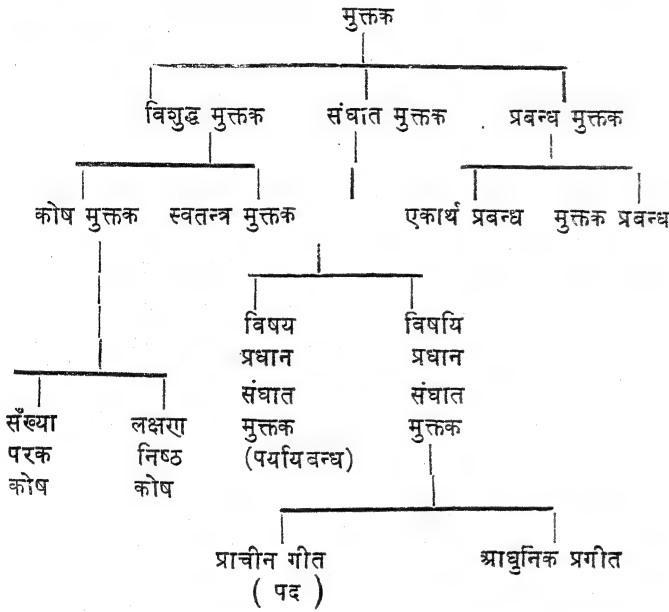 मुक्तक
विशुद्ध मुक्तक संघात मुक्तक प्रबन्ध मुक्तक
कोष मुक्तक स्वतन्त्र मुक्तक एकार्थ प्रबन्ध मुक्तक प्रबन्ध
विषय
प्रधान
संघात
मुक्तक
(पर्याय बन्ध)
विषयि
प्रधान
संघात
मुक्तक
सँख्या
परक
कोष
लक्षण
निष्ठ
कोष
प्राचीन गीत
( पद )
आधुनिक प्रगीत